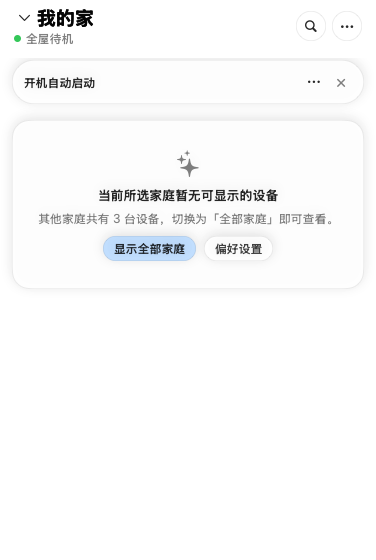 我的家
全屋待机
开机自动启动
当前所选家庭暂无可显示的设备
其他家庭共有 3 台设备，切换为「全部家庭」即可查看。
显示全部家庭 偏好设置